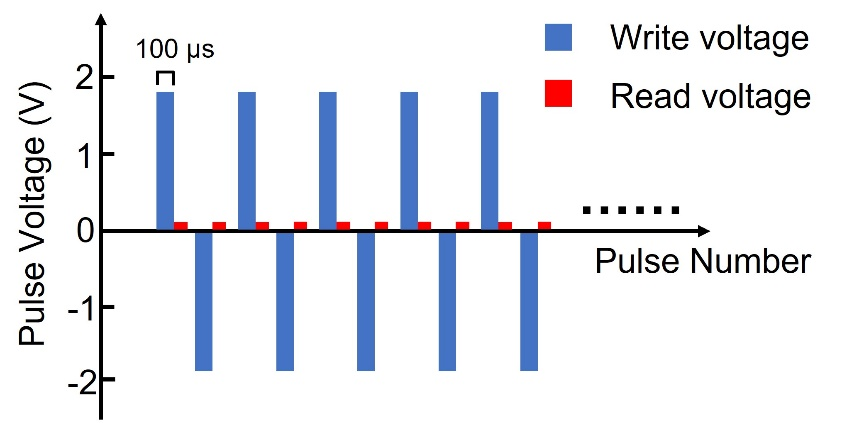 100 μs
Write voltage
Read voltage
Pulse Voltage (V)
2
1
0
-1
-2
Pulse Number